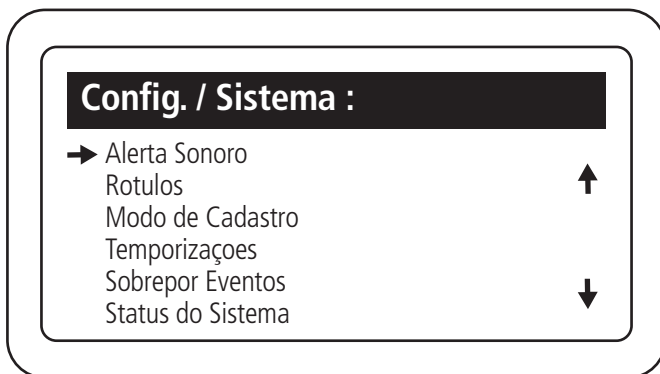 Config. / Sistema :
Alerta Sonoro
Rotulos
Modo de Cadastro
Temporizaçoes
Sobrepor Eventos
Status do Sistema